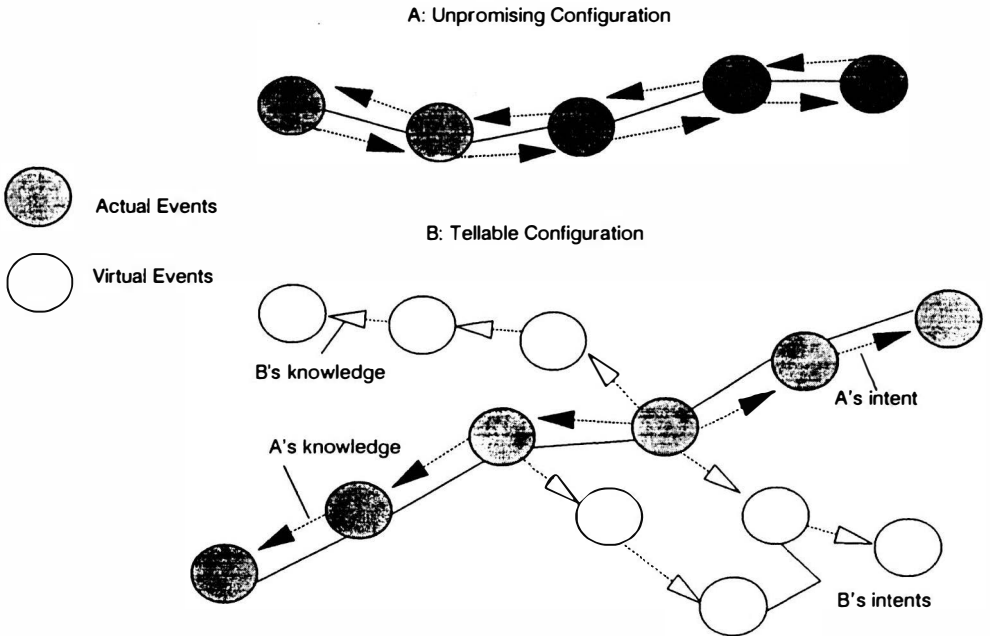 A: Unpromising Configuration
Actual Events
B: Tellable Configuration
Virtual Events
B's knowledge
A's intent
A's knowledge
B's intents